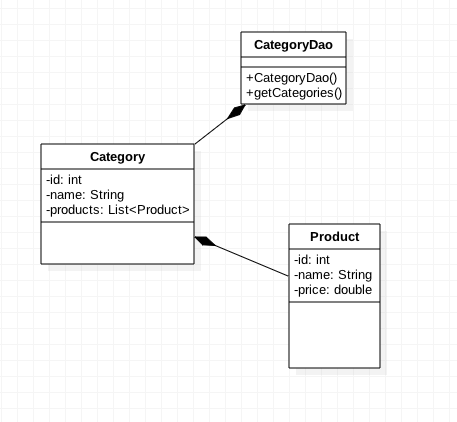 CategoryDao
+CategoryDao()
+getCategories()
Category
-id: int
-name: String
-products: List<Product>
Product
-id: int
-name: String
-price: double